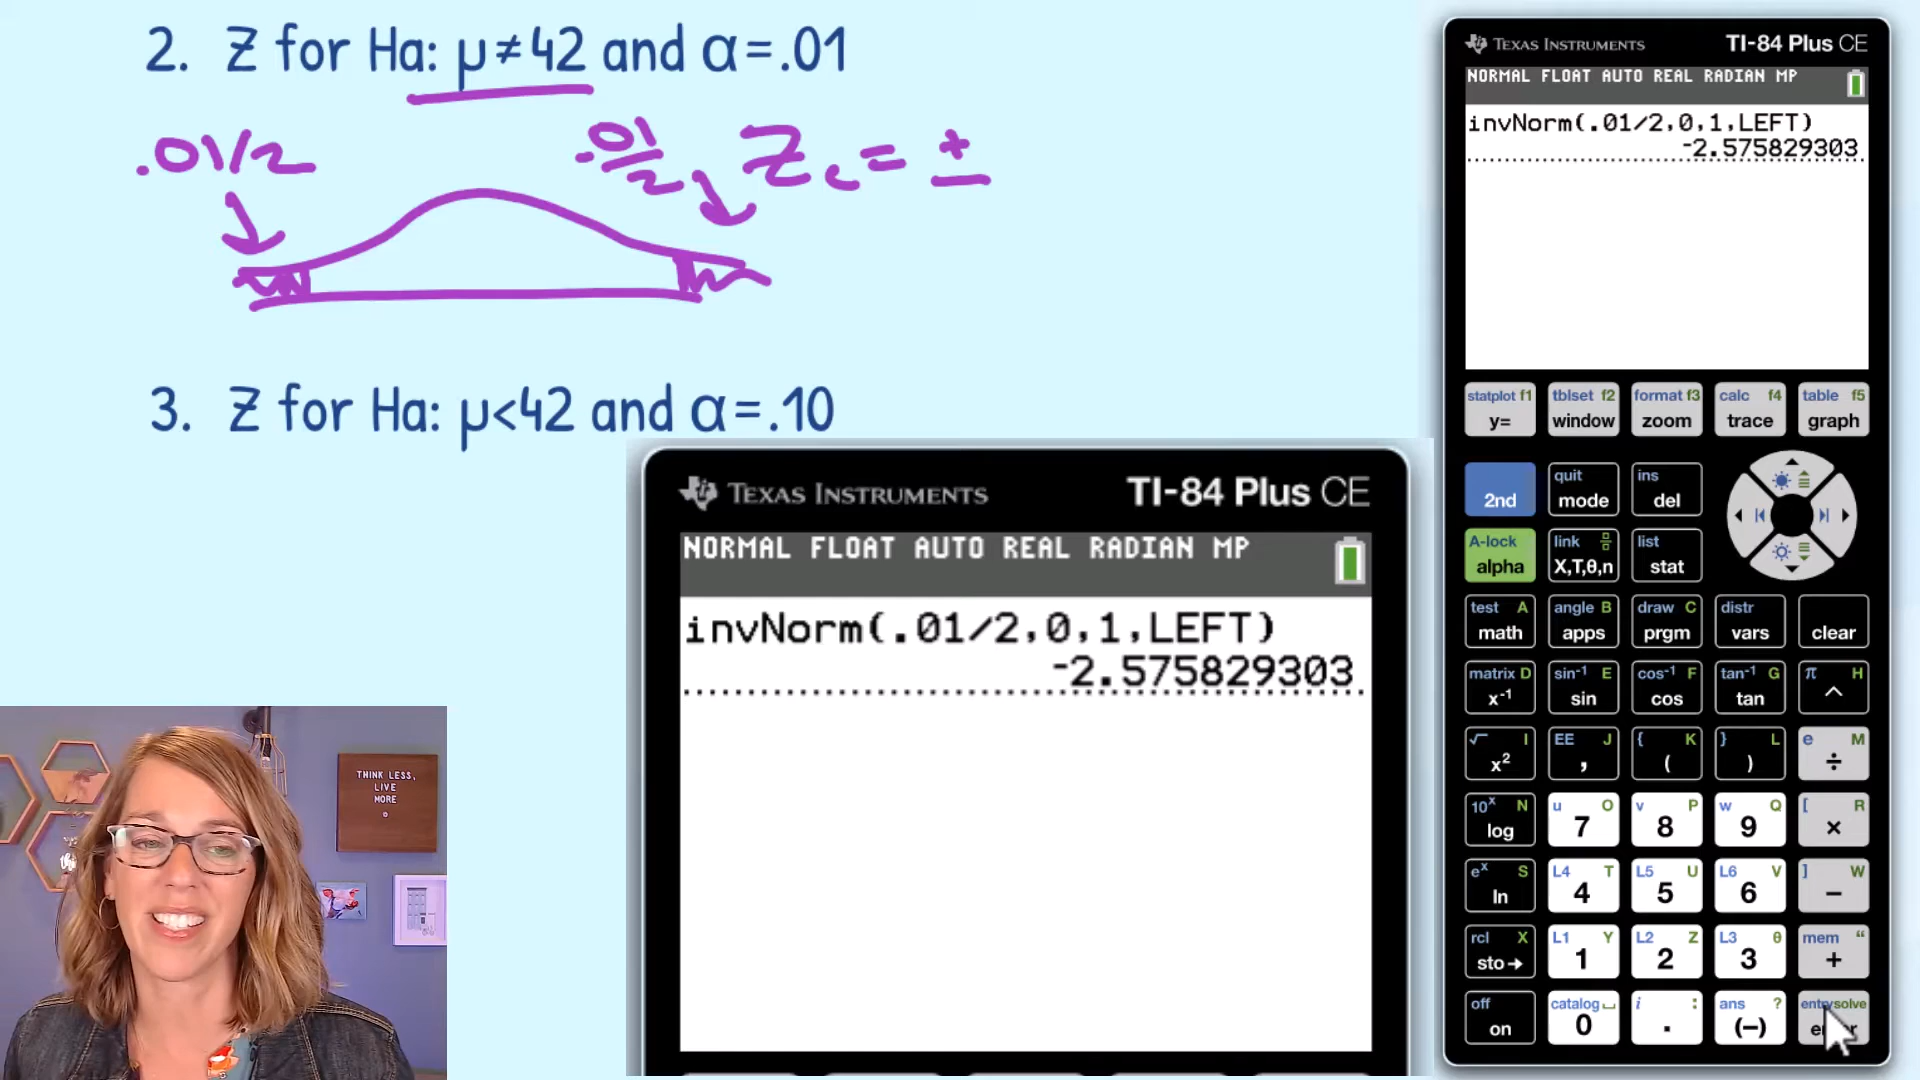 2. Z for Ha: μ≠42 and α=.01
.01/2
.01/2
Zc = ±
3. Z for Ha: μ<42 and α=.10
TEXAS INSTRUMENTS TI-84 Plus CE
NORMAL FLOAT AUTO REAL RADIAN MP
invNorm(.01/2,0,1,LEFT)
-2.575829303
THINK LESS,
LIVE
MORE
TEXAS INSTRUMENTS TI-84 Plus CE
NORMAL FLOAT AUTO REAL RADIAN MP
invNorm(.01/2,0,1,LEFT)
-2.575829303
statplot f1 tblset f2 format f3 calc f4 table f5
y= window zoom trace graph
quit ins
2nd mode del
A-lock link list
alpha X,T,θ,n stat
test A angle B draw C distr
math apps prgm vars clear
matrix D sin⁻¹ E cos⁻¹ F tan⁻¹ G π H
x⁻¹ sin cos tan ^
√ I EE J { K } L e M
x² , ( ) ÷
10ˣ N u O v P w Q [ R
log 7 8 9 ×
eˣ S L4 T L5 U L6 V ] W
ln 4 5 6 −
rcl X L1 Y L2 Z L3 θ mem “
sto→ 1 2 3 +
off catalog i : ans ? entry solve
on 0 . (−) enter